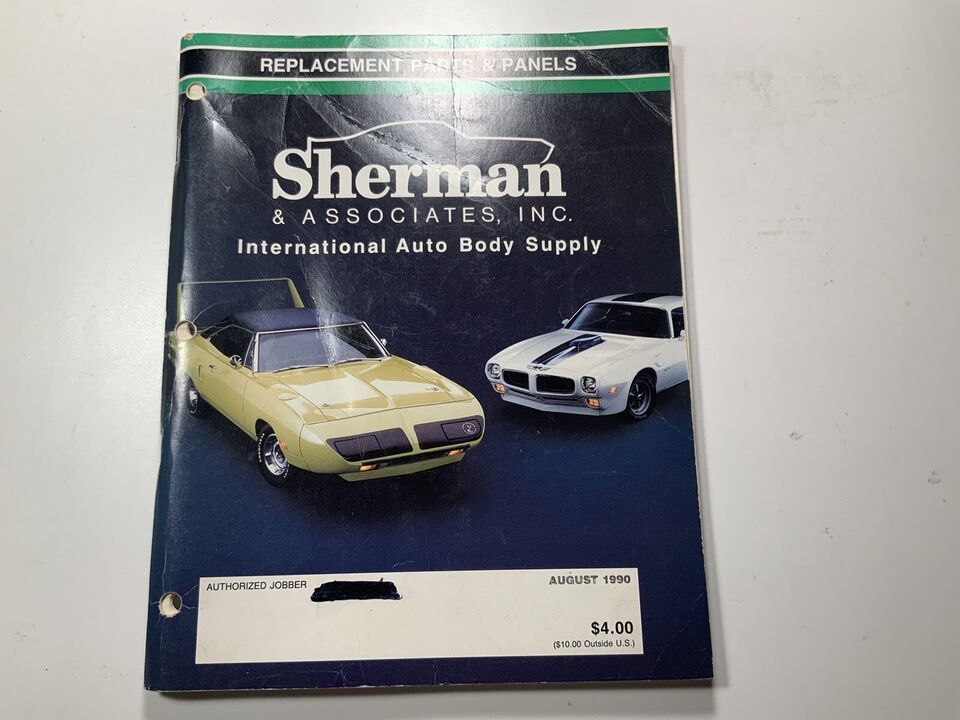 REPLACEMENT PARTS & PANELS
Sherman
& ASSOCIATES, INC.
International Auto Body Supply
AUTHORIZED JOBBER
AUGUST 1990
$4.00
($10.00 Outside U.S.)